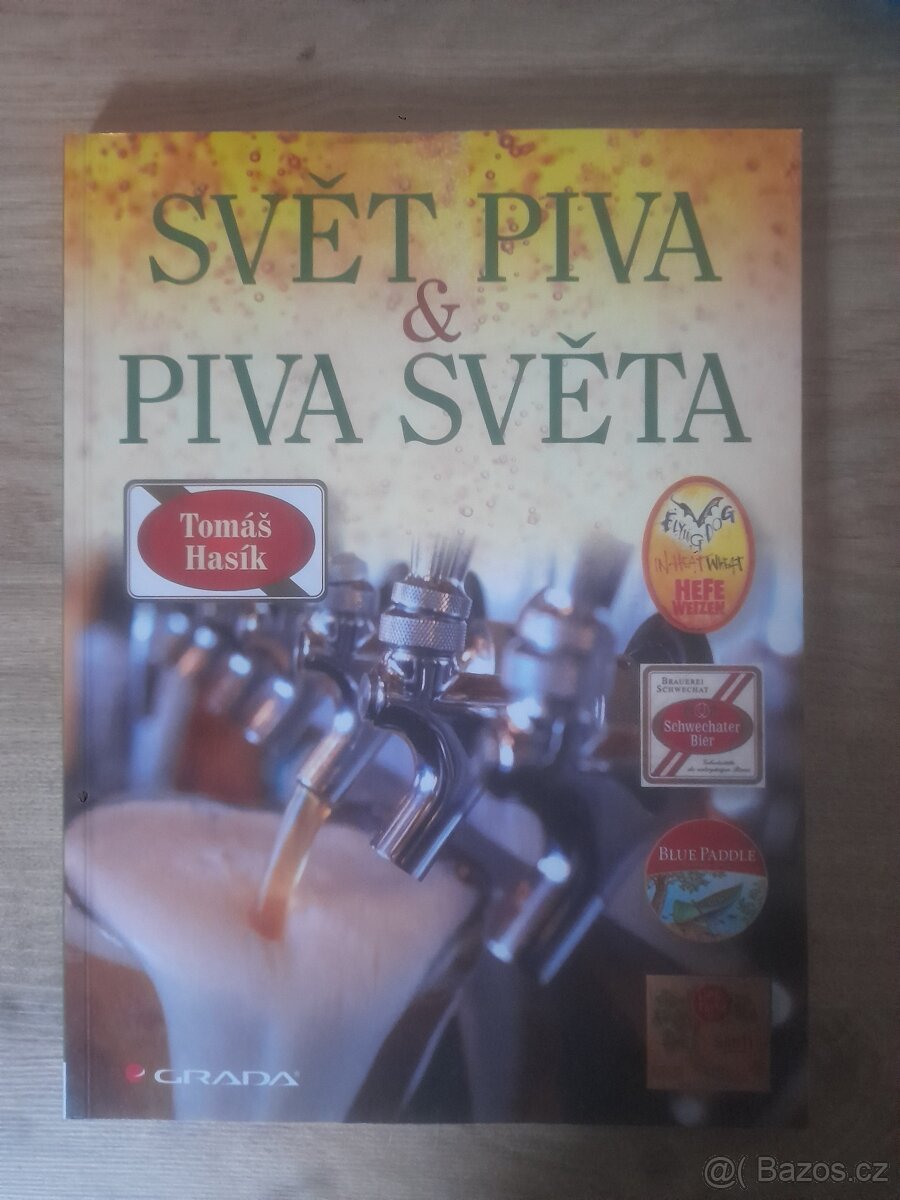 SVĚT PIVA
&
PIVA SVĚTA
Tomáš
Hasík
FLYING DOG
IN-HEAT WHEAT
HEFE
WEIZEN
BRAUEREI
SCHWECHAT
Schwechater
Bier
BLUE PADDLE
GRADA
@( Bazos.cz